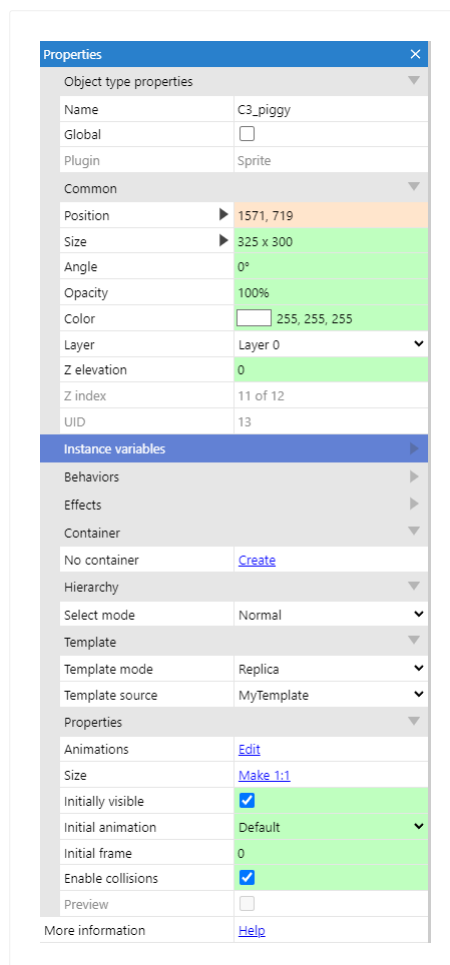 Properties
Object type properties
Name C3_piggy
Global
Plugin Sprite
Common
Position 1571, 719
Size 325 x 300
Angle 0°
Opacity 100%
Color 255, 255, 255
Layer Layer 0
Z elevation 0
Z index 11 of 12
UID 13
Instance variables
Behaviors
Effects
Container
No container Create
Hierarchy
Select mode Normal
Template
Template mode Replica
Template source MyTemplate
Properties
Animations Edit
Size Make 1:1
Initially visible
Initial animation Default
Initial frame 0
Enable collisions
Preview
More information Help